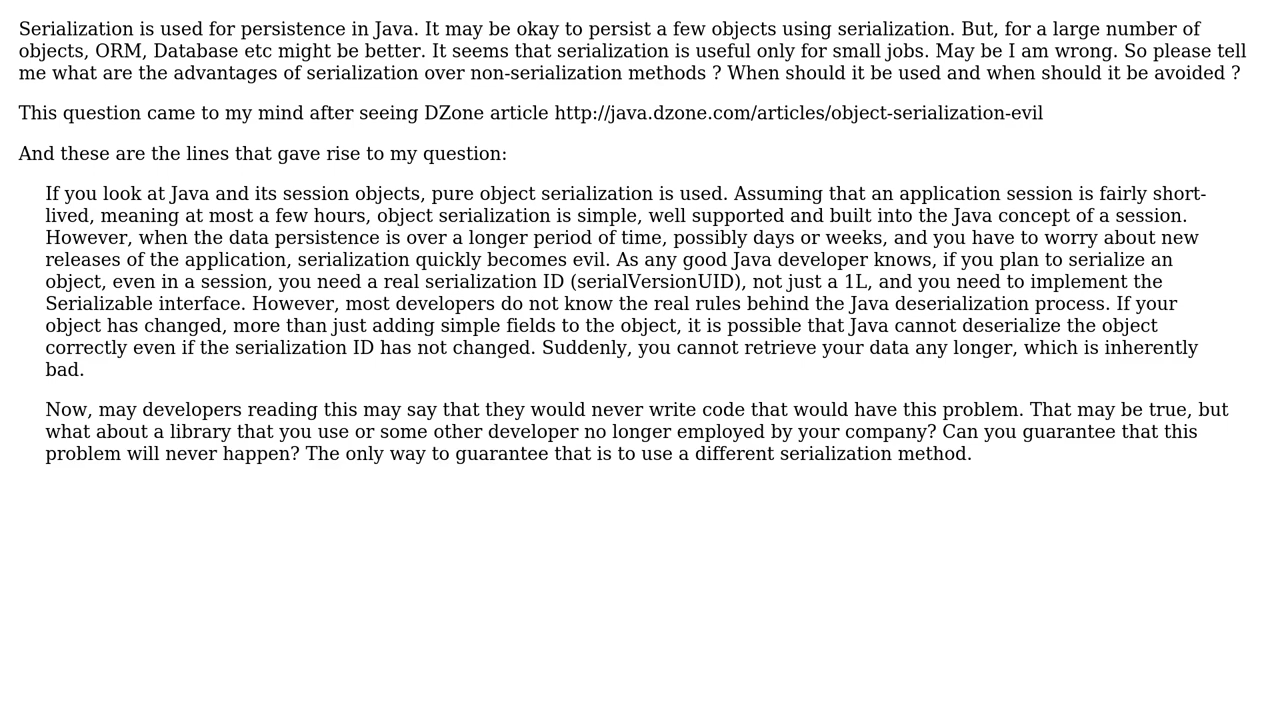 Serialization is used for persistence in Java. It may be okay to persist a few objects using serialization. But, for a large number of
objects, ORM, Database etc might be better. It seems that serialization is useful only for small jobs. May be I am wrong. So please tell
me what are the advantages of serialization over non-serialization methods ? When should it be used and when should it be avoided ?
This question came to my mind after seeing DZone article http://java.dzone.com/articles/object-serialization-evil
And these are the lines that gave rise to my question:
If you look at Java and its session objects, pure object serialization is used. Assuming that an application session is fairly short-
lived, meaning at most a few hours, object serialization is simple, well supported and built into the Java concept of a session.
However, when the data persistence is over a longer period of time, possibly days or weeks, and you have to worry about new
releases of the application, serialization quickly becomes evil. As any good Java developer knows, if you plan to serialize an
object, even in a session, you need a real serialization ID (serialVersionUID), not just a 1L, and you need to implement the
Serializable interface. However, most developers do not know the real rules behind the Java deserialization process. If your
object has changed, more than just adding simple fields to the object, it is possible that Java cannot deserialize the object
correctly even if the serialization ID has not changed. Suddenly, you cannot retrieve your data any longer, which is inherently
bad.
Now, may developers reading this may say that they would never write code that would have this problem. That may be true, but
what about a library that you use or some other developer no longer employed by your company? Can you guarantee that this
problem will never happen? The only way to guarantee that is to use a different serialization method.